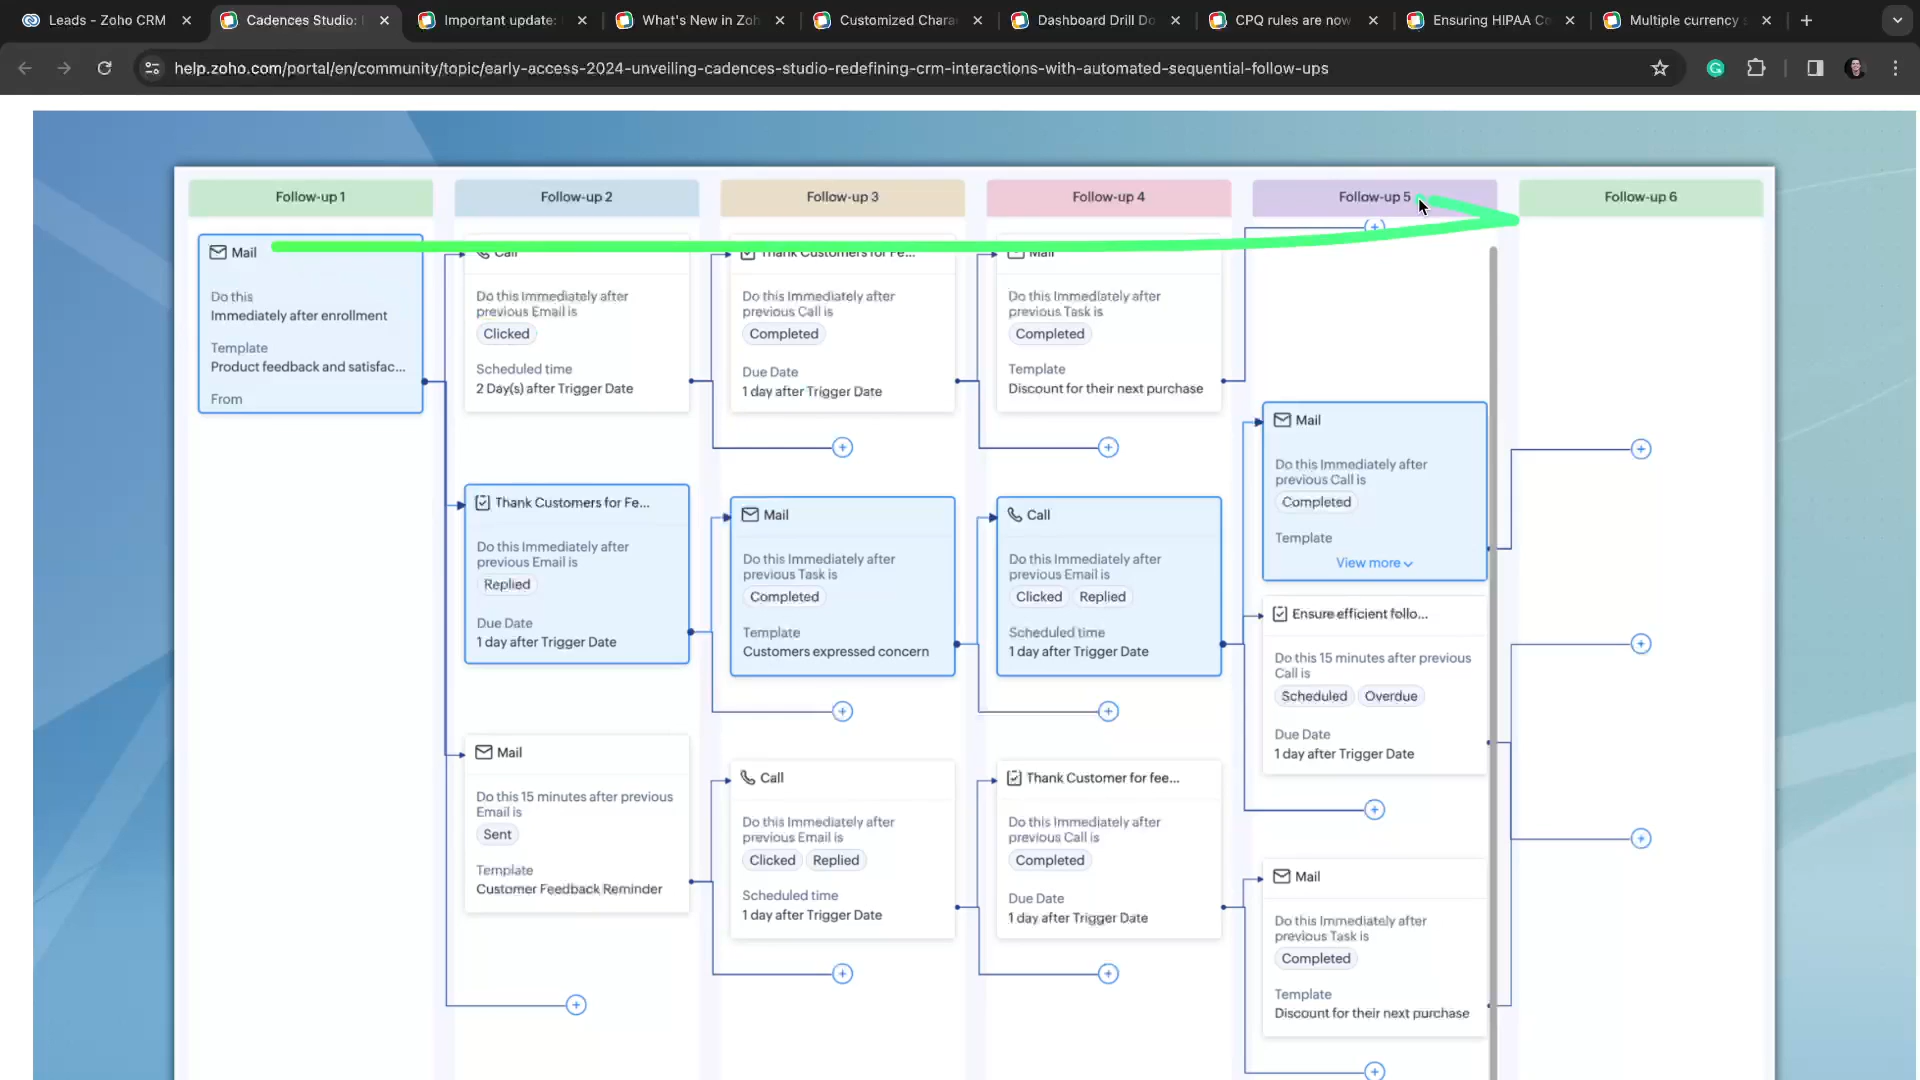 Leads - Zoho CRM
Cadences Studio:
Important update:
What's New in Zoh
Customized Chara
Dashboard Drill Do
CPQ rules are now
Ensuring HIPAA Co
Multiple currency
help.zoho.com/portal/en/community/topic/early-access-2024-unveiling-cadences-studio-redefining-crm-interactions-with-automated-sequential-follow-ups
Follow-up 1
Mail
Do this
Immediately after enrollment
Template
Product feedback and satisfac...
From
Follow-up 2
Call
Do this Immediately after
previous Email is
Clicked
Scheduled time
2 Day(s) after Trigger Date
Thank Customers for Fe...
Do this Immediately after
previous Email is
Replied
Due Date
1 day after Trigger Date
Mail
Do this 15 minutes after previous
Email is
Sent
Template
Customer Feedback Reminder
Follow-up 3
Thank Customers for Fe...
Do this Immediately after
previous Call is
Completed
Due Date
1 day after Trigger Date
Mail
Do this Immediately after
previous Task is
Completed
Template
Customers expressed concern
Call
Do this Immediately after
previous Email is
Clicked Replied
Scheduled time
1 day after Trigger Date
Follow-up 4
Mail
Do this Immediately after
previous Task is
Completed
Template
Discount for their next purchase
Call
Do this Immediately after
previous Email is
Clicked Replied
Scheduled time
1 day after Trigger Date
Thank Customer for fee...
Do this Immediately after
previous Call is
Completed
Due Date
1 day after Trigger Date
Follow-up 5
Mail
Do this Immediately after
previous Call is
Completed
Template
View more
Ensure efficient follo...
Do this 15 minutes after previous
Call is
Scheduled Overdue
Due Date
1 day after Trigger Date
Mail
Do this Immediately after
previous Task is
Completed
Template
Discount for their next purchase
Follow-up 6